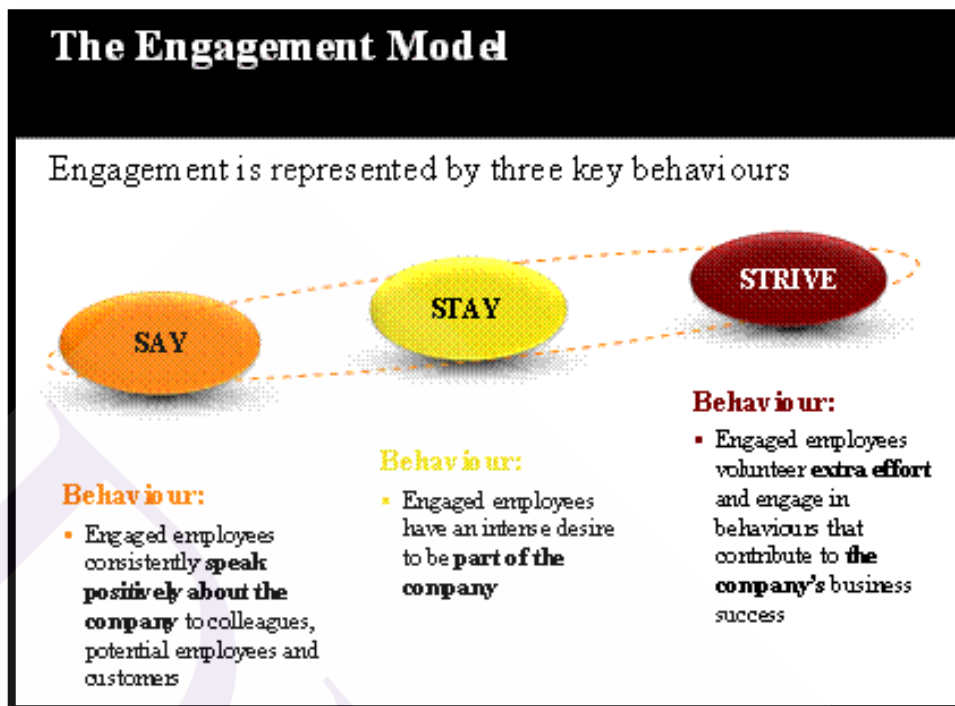 The Engagement Model
Engagement is represented by three key behaviours
SAY
STAY
STRIVE
Behaviour:
• Engaged employees
consistently speak
positively about the
company to colleagues,
potential employees and
customers
Behaviour:
Engaged employees
have an intense desire
to be part of the
company
Behaviour:
▪ Engaged employees
volunteer extra effort
and engage in
behaviours that
contribute to the
company's business
success